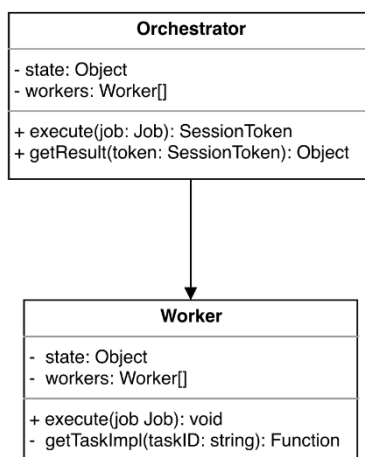 Orchestrator
- state: Object
- workers: Worker[]
+ execute(job: Job): SessionToken
+ getResult(token: SessionToken): Object
Worker
- state: Object
- workers: Worker[]
+ execute(job Job): void
- getTaskImpl(taskID: string): Function